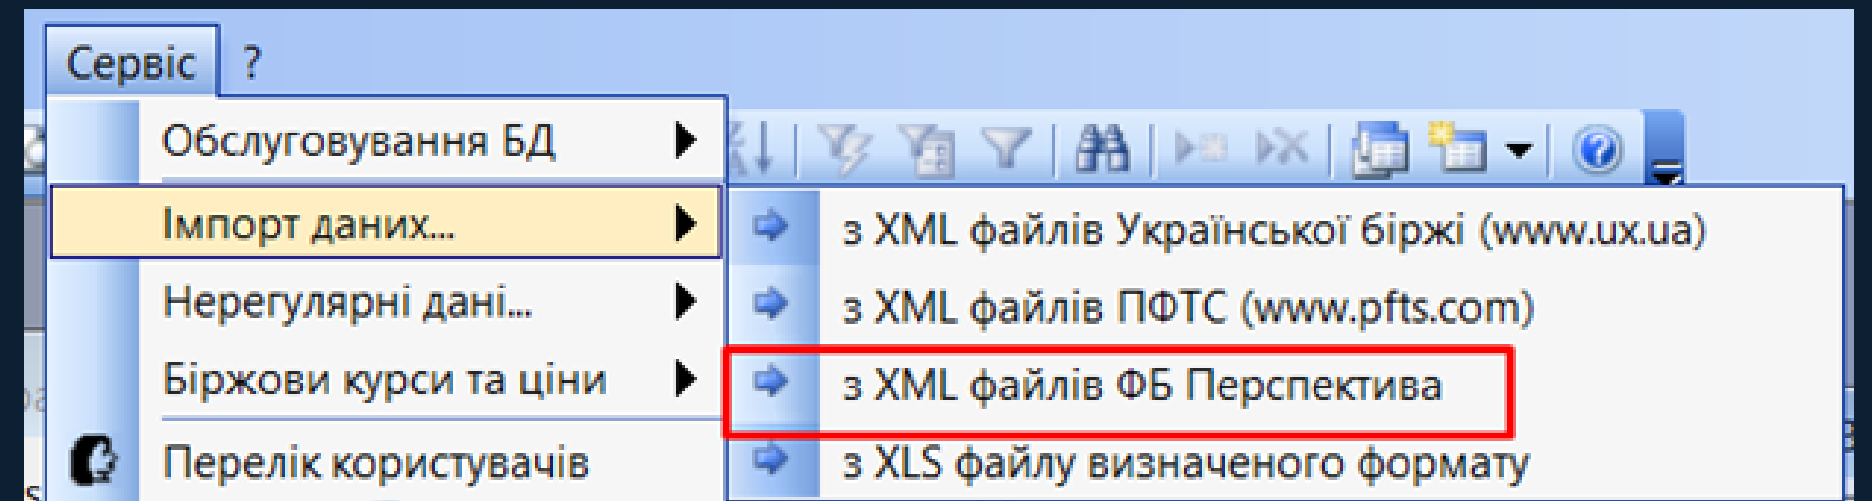 Сервіс ?
Обслуговування БД
Імпорт даних...
Нерегулярні дані...
Біржови курси та ціни
Перелік користувачів
з XML файлів Української біржі (www.ux.ua)
з XML файлів ПФТС (www.pfts.com)
з XML файлів ФБ Перспектива
з XLS файлу визначеного формату